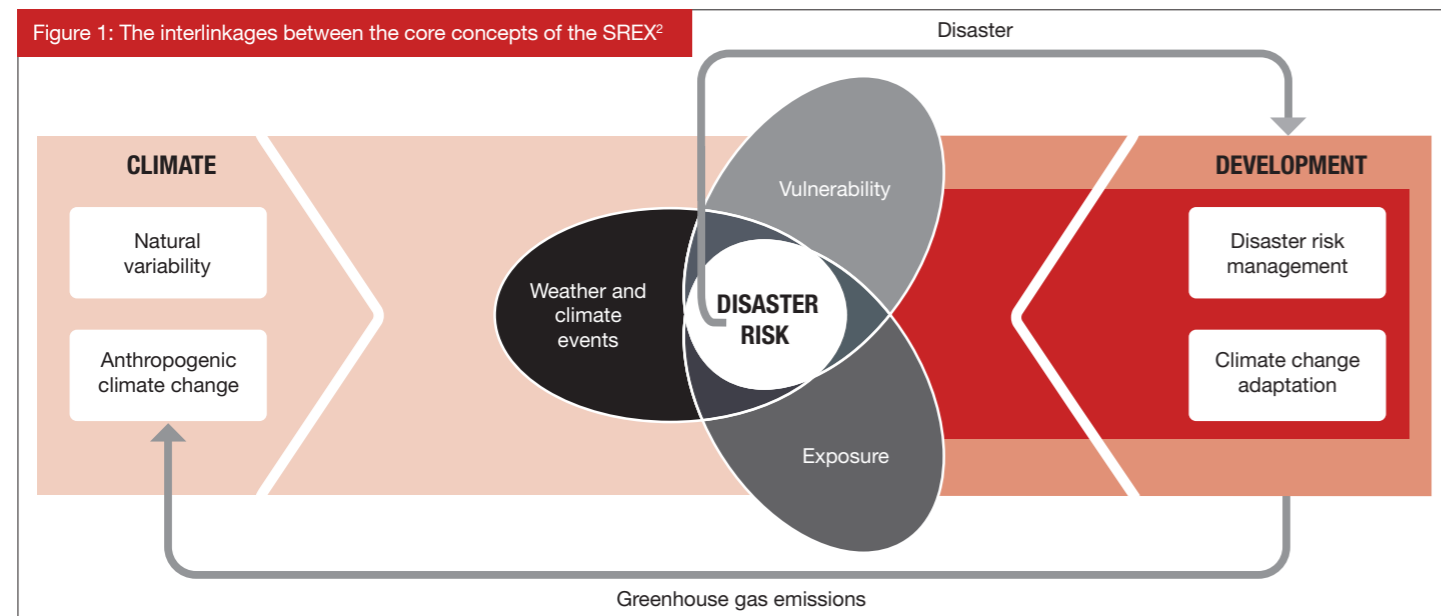 Figure 1: The interlinkages between the core concepts of the SREX²
Disaster
CLIMATE
Natural
variability
Anthropogenic
climate change
Weather and
climate
events
Vulnerability
DISASTER
RISK
Exposure
DEVELOPMENT
Disaster risk
management
Climate change
adaptation
Greenhouse gas emissions